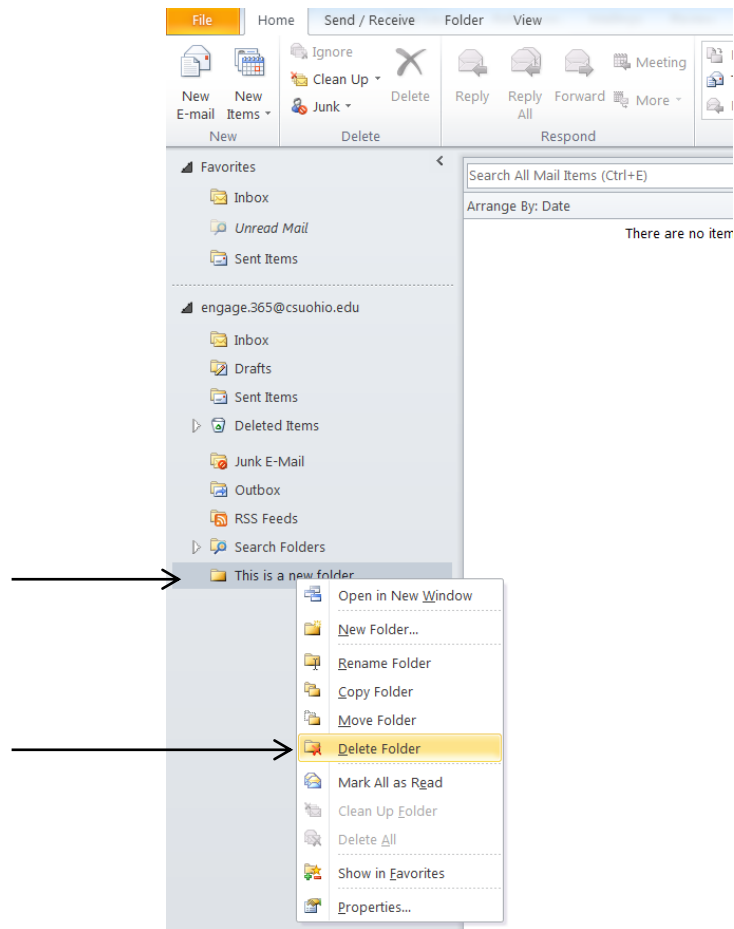 File Home Send / Receive Folder View
Ignore
Clean Up
Junk
New E-mail
New Items
Delete
Reply
Reply All
Forward
Meeting
More
New
Delete
Respond
Favorites
Inbox
Unread Mail
Sent Items
Search All Mail Items (Ctrl+E)
Arrange By: Date
There are no item
engage.365@csuohio.edu
Inbox
Drafts
Sent Items
Deleted Items
Junk E-Mail
Outbox
RSS Feeds
Search Folders
This is a new folder
Open in New Window
New Folder...
Rename Folder
Copy Folder
Move Folder
Delete Folder
Mark All as Read
Clean Up Folder
Delete All
Show in Favorites
Properties...